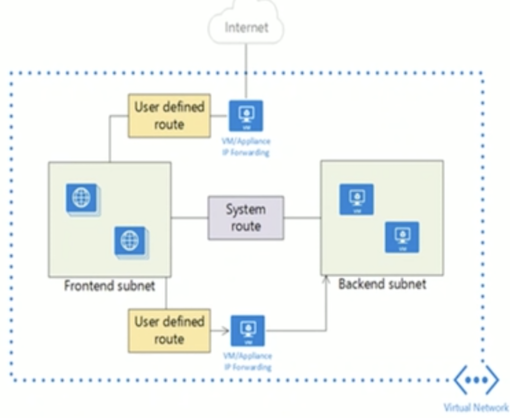 Internet
User defined
route
VM/Appliance
IP Forwarding
System
route
Frontend subnet
Backend subnet
User defined
route
VM/Appliance
IP Forwarding
Virtual Network